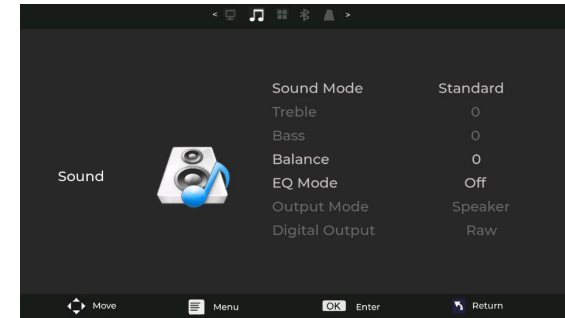 Sound Mode Standard
Treble 0
Bass 0
Balance 0
Sound
EQ Mode Off
Output Mode Speaker
Digital Output Raw
Move Menu OK Enter Return